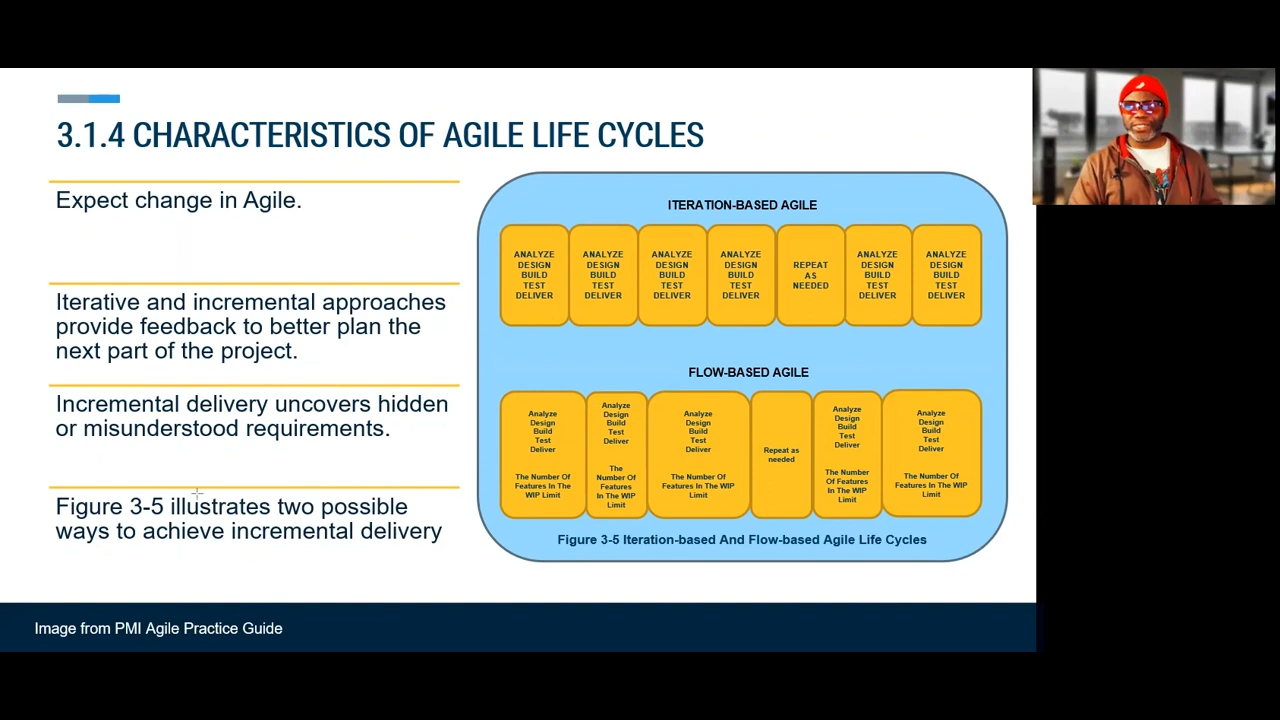 3.1.4 CHARACTERISTICS OF AGILE LIFE CYCLES
Expect change in Agile.
Iterative and incremental approaches
provide feedback to better plan the
next part of the project.
Incremental delivery uncovers hidden
or misunderstood requirements.
Figure 3-5 illustrates two possible
ways to achieve incremental delivery
ITERATION-BASED AGILE
ANALYZE
DESIGN
BUILD
TEST
DELIVER
ANALYZE
DESIGN
BUILD
TEST
DELIVER
ANALYZE
DESIGN
BUILD
TEST
DELIVER
ANALYZE
DESIGN
BUILD
TEST
DELIVER
REPEAT
AS
NEEDED
ANALYZE
DESIGN
BUILD
TEST
DELIVER
ANALYZE
DESIGN
BUILD
TEST
DELIVER
FLOW-BASED AGILE
Analyze
Design
Build
Test
Deliver
The Number Of
Features In The WIP
Limit
Analyze
Design
Build
Test
Deliver
The
Number Of
Features
In The WIP
Limit
Analyze
Design
Build
Test
Deliver
The Number Of
Features In The WIP
Limit
Repeat as
needed
Analyze
Design
Build
Test
Deliver
The Number
Of Features
In The WIP
Limit
Analyze
Design
Build
Test
Deliver
The Number Of
Features In The WIP
Limit
Figure 3-5 Iteration-based And Flow-based Agile Life Cycles
Image from PMI Agile Practice Guide